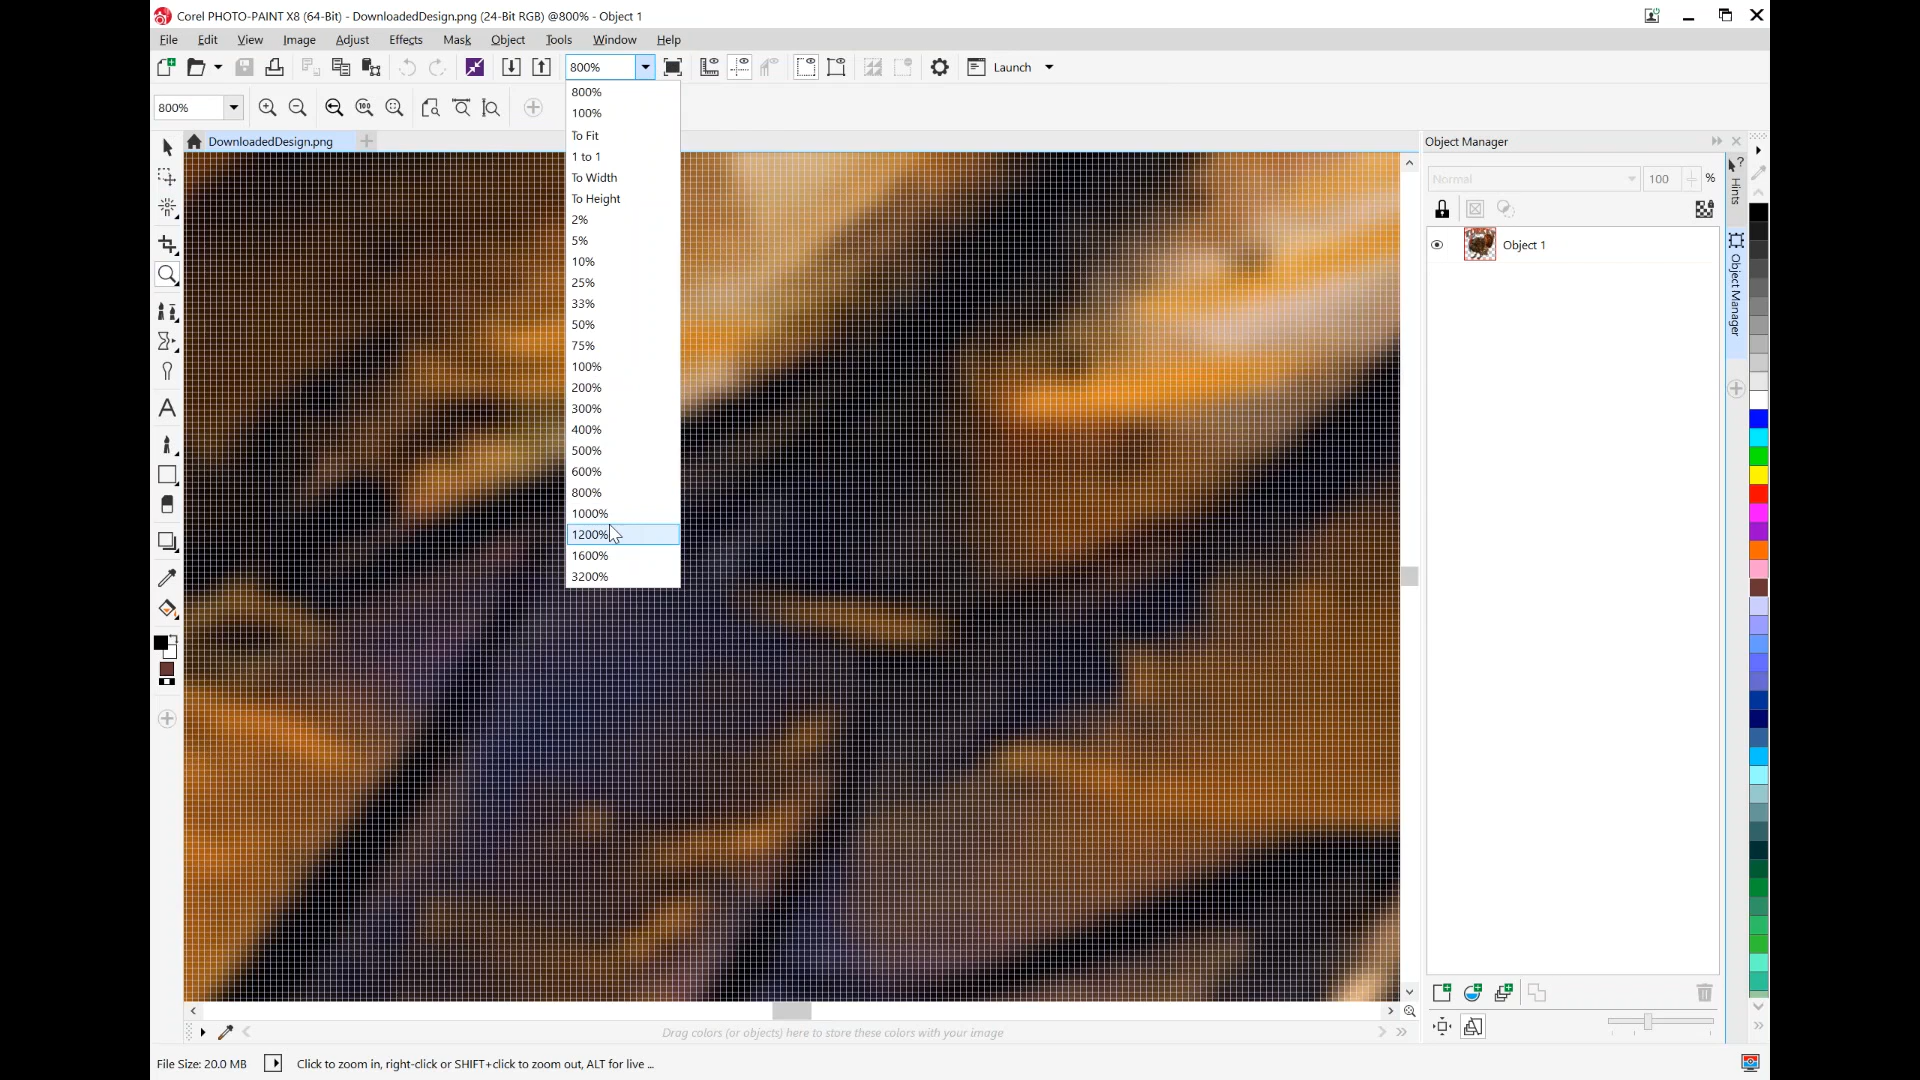 Corel PHOTO-PAINT X8 (64-Bit) - DownloadedDesign.png (24-Bit RGB) @800% - Object 1
File Edit View Image Adjust Effects Mask Object Tools Window Help
800% Launch
800%
DownloadedDesign.png
800%
100%
To Fit
1 to 1
To Width
To Height
2%
5%
10%
25%
33%
50%
75%
100%
200%
300%
400%
500%
600%
800%
1000%
1200%
1600%
3200%
Object Manager
Normal 100 %
Object 1
Hints
Object Manager
Drag colors (or objects) here to store these colors with your image
File Size: 20.0 MB Click to zoom in, right-click or SHIFT+click to zoom out, ALT for live ...